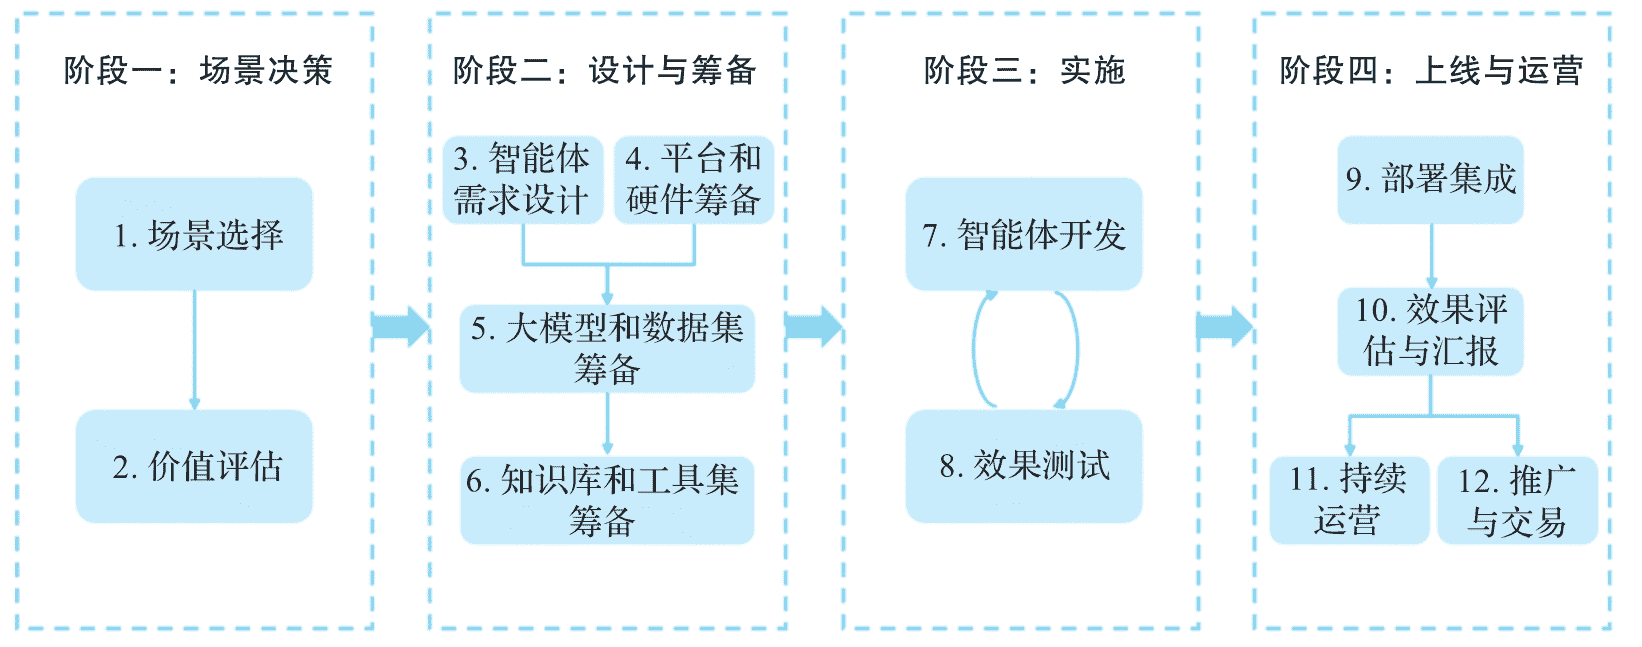 阶段一：场景决策
1. 场景选择
2. 价值评估
阶段二：设计与筹备
3. 智能体
需求设计
4. 平台和
硬件筹备
5. 大模型和数据集
筹备
6. 知识库和工具集
筹备
阶段三：实施
7. 智能体开发
8. 效果测试
阶段四：上线与运营
9. 部署集成
10. 效果评
估与汇报
11. 持续
运营
12. 推广
与交易